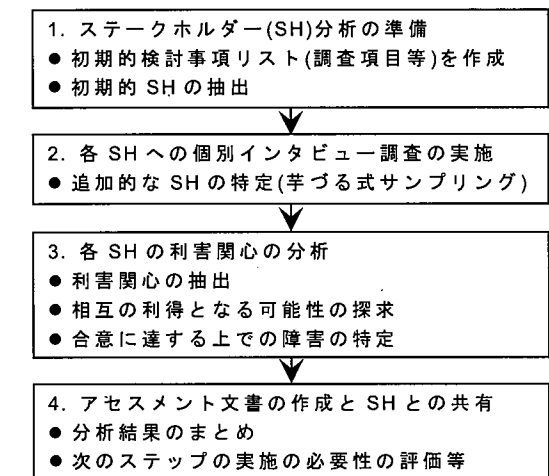 1. ステークホルダー(SH)分析の準備
● 初期的検討事項リスト(調査項目等)を作成
● 初期的 SH の抽出
2. 各 SH への個別インタビュー調査の実施
● 追加的な SH の特定(芋づる式サンプリング)
3. 各 SH の利害関心の分析
● 利害関心の抽出
● 相互の利得となる可能性の探求
● 合意に達する上での障害の特定
4. アセスメント文書の作成と SH との共有
● 分析結果のまとめ
● 次のステップの実施の必要性の評価等